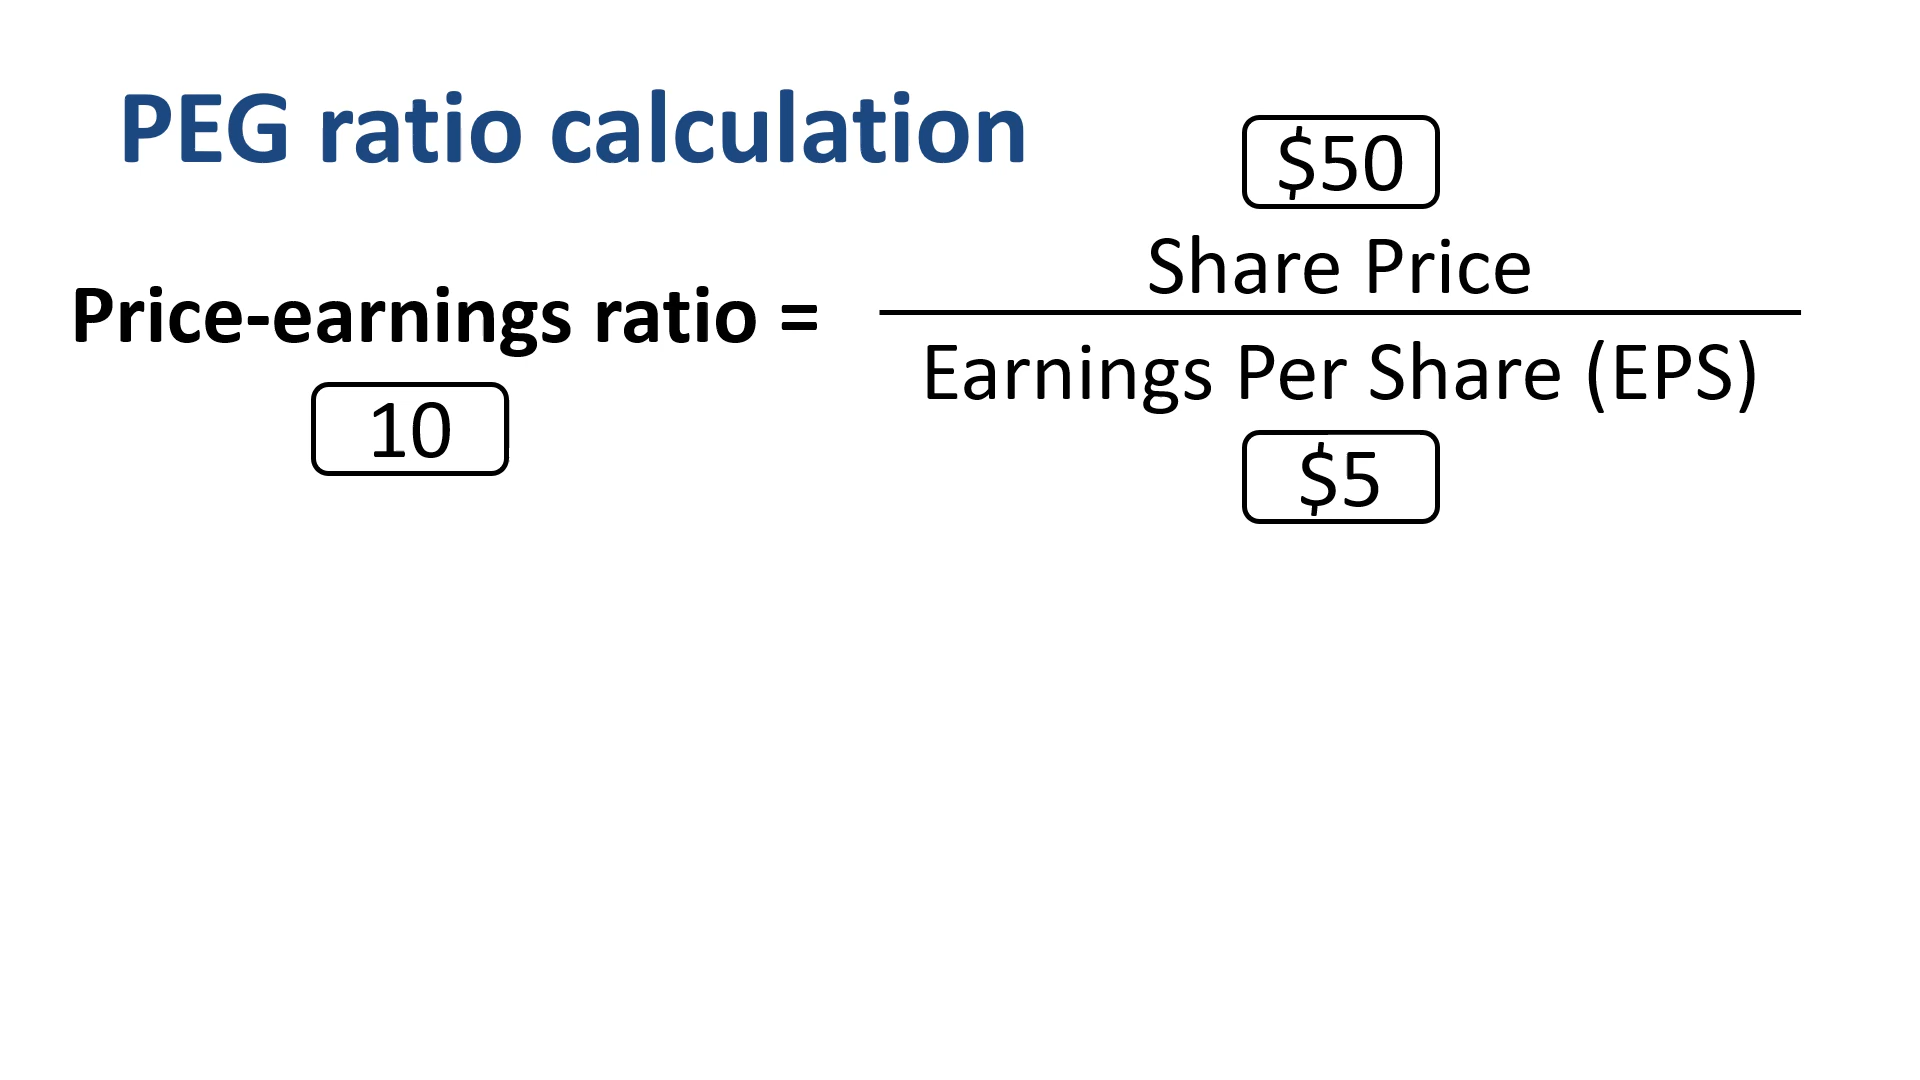 PEG ratio calculation
$50
Share Price
Price-earnings ratio =
Earnings Per Share (EPS)
10
$5